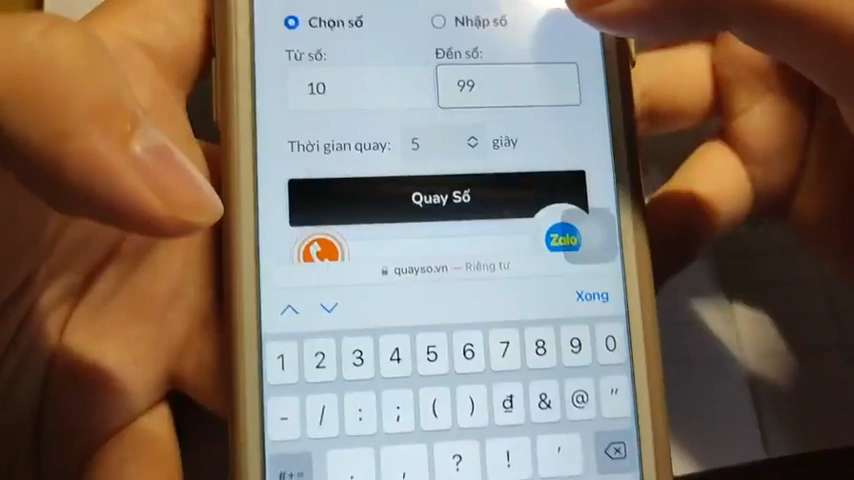 Chọn số
Nhập số
Từ số:
Đến số:
10
99
Thời gian quay: 5 giây
Quay Số
Zalo
quayso.vn — Riêng tư
Xong
1 2 3 4 5 6 7 8 9 0
- / : ; ( ) đ & @ "
#+= . , ? ! '